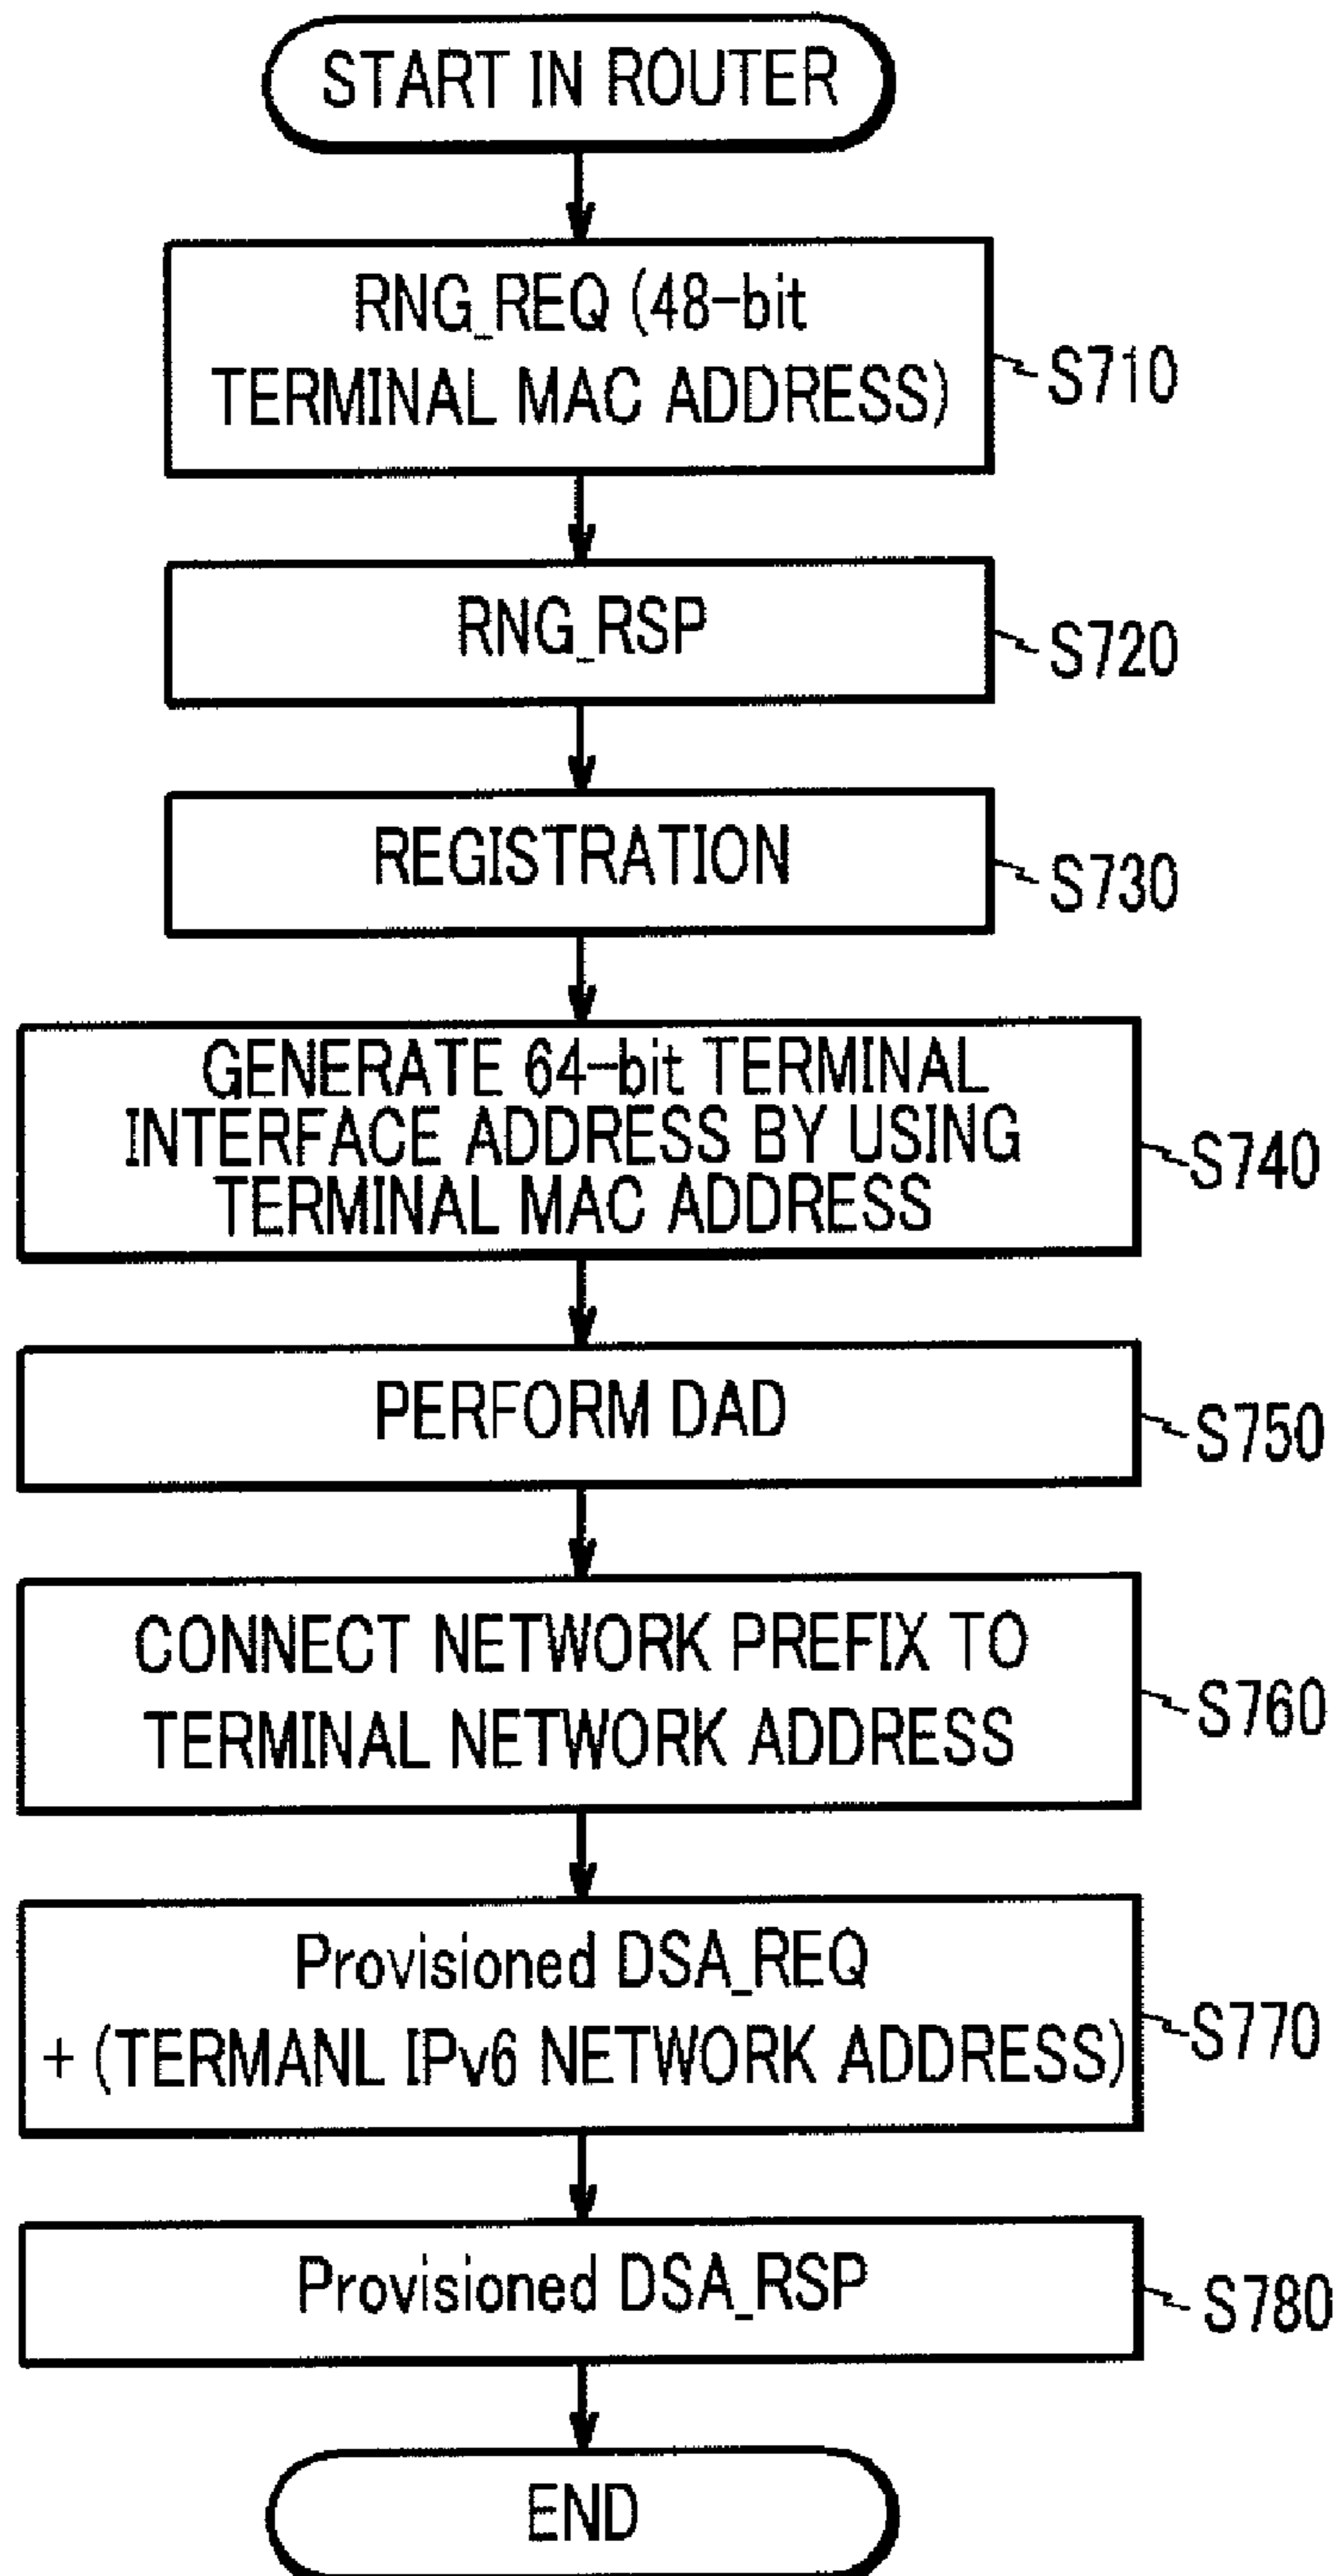 START IN ROUTER
RNG_REQ (48-bit
TERMINAL MAC ADDRESS)
S710
RNG_RSP
S720
REGISTRATION
S730
GENERATE 64-bit TERMINAL
INTERFACE ADDRESS BY USING
TERMINAL MAC ADDRESS
S740
PERFORM DAD
S750
CONNECT NETWORK PREFIX TO
TERMINAL NETWORK ADDRESS
S760
Provisioned DSA_REQ
+ (TERMANL IPv6 NETWORK ADDRESS)
S770
Provisioned DSA_RSP
S780
END